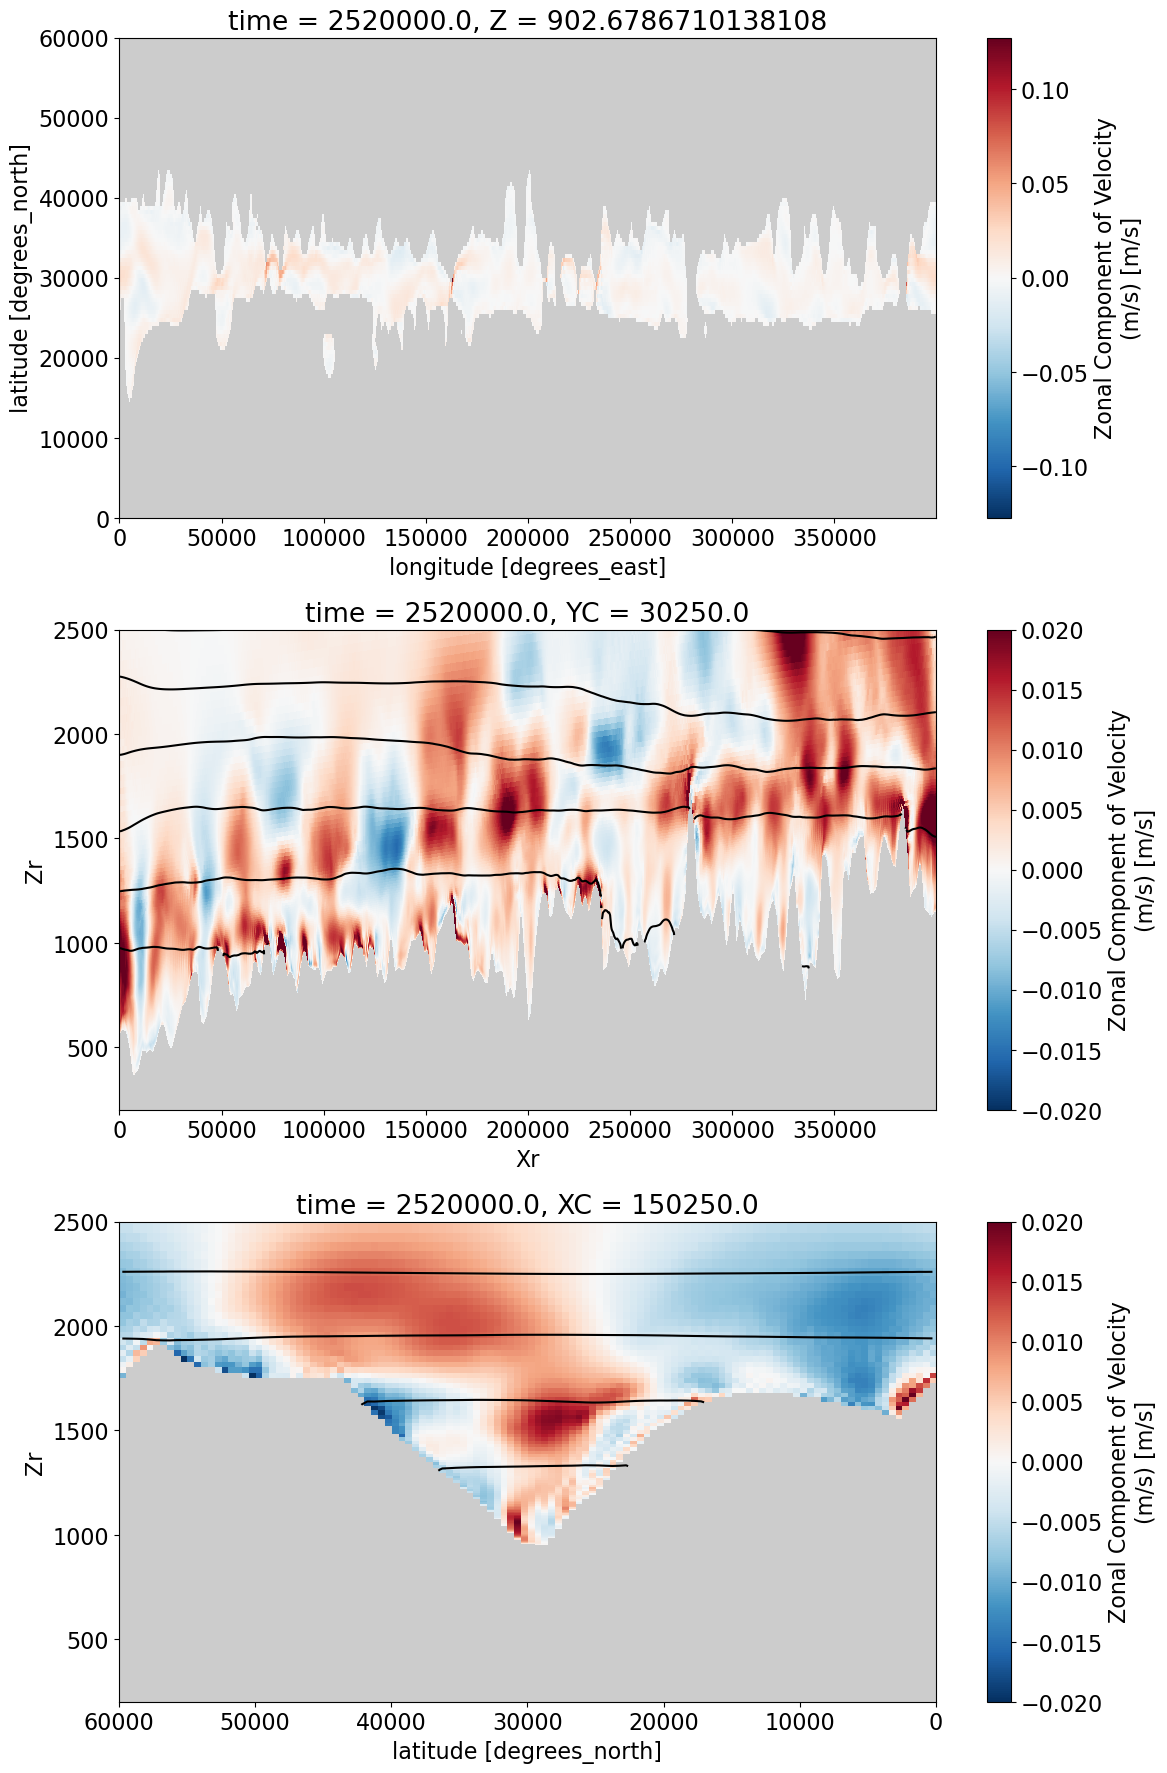 time = 2520000.0, Z = 902.6786710138108
60000
50000
40000
30000
20000
10000
0
latitude [degrees_north]
0 50000 100000 150000 200000 250000 300000 350000
longitude [degrees_east]
0.10
0.05
0.00
−0.05
−0.10
Zonal Component of Velocity
(m/s) [m/s]
time = 2520000.0, YC = 30250.0
2500
2000
1500
1000
500
Zr
0 50000 100000 150000 200000 250000 300000 350000
Xr
0.020
0.015
0.010
0.005
0.000
−0.005
−0.010
−0.015
−0.020
Zonal Component of Velocity
(m/s) [m/s]
time = 2520000.0, XC = 150250.0
2500
2000
1500
1000
500
Zr
60000 50000 40000 30000 20000 10000 0
latitude [degrees_north]
0.020
0.015
0.010
0.005
0.000
−0.005
−0.010
−0.015
−0.020
Zonal Component of Velocity
(m/s) [m/s]